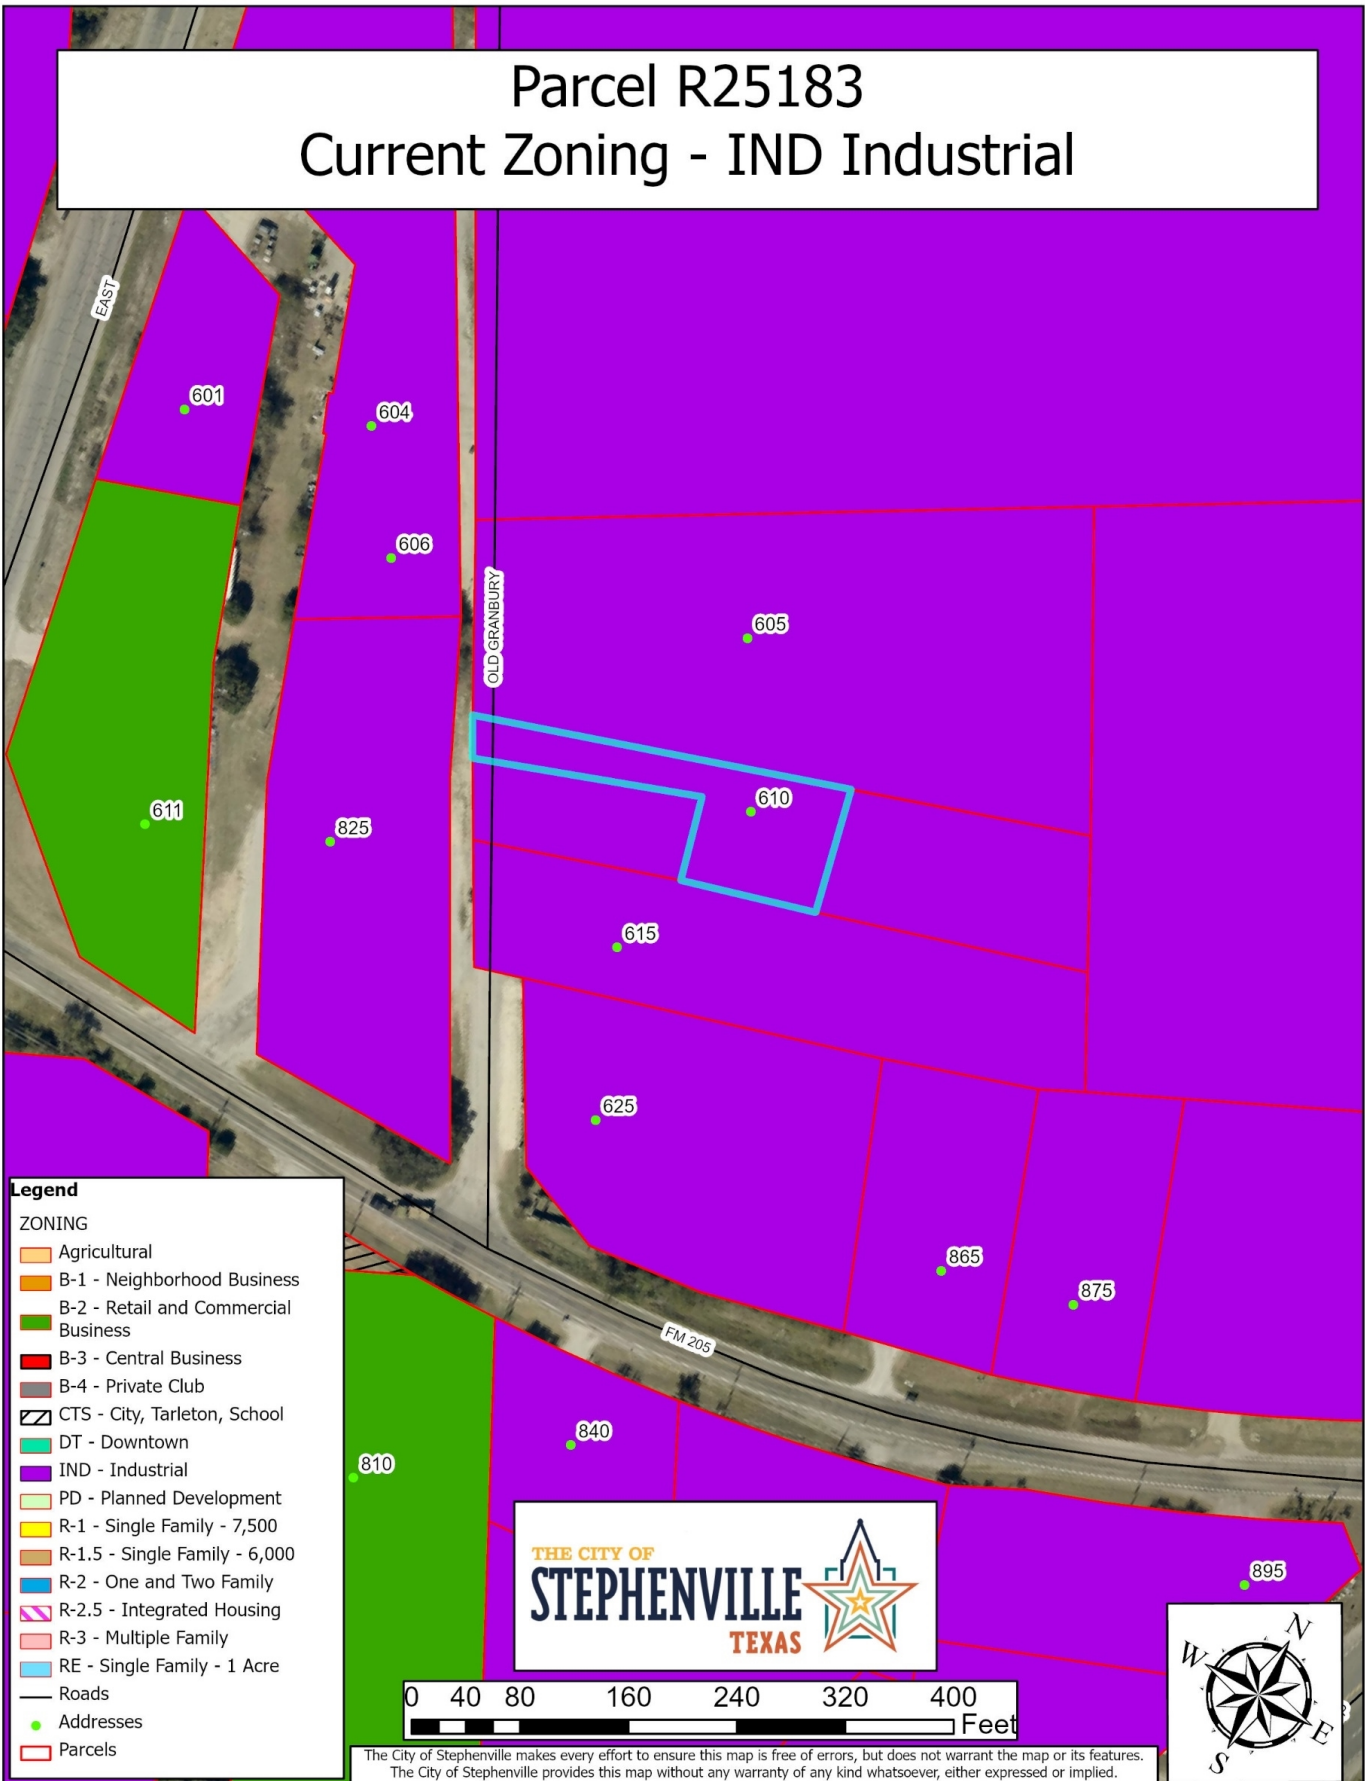 Parcel R25183
Current Zoning - IND Industrial
EAST
601
604
606
OLD GRANBURY
605
610
611
825
615
625
865
875
FM 205
840
810
895
Legend
ZONING
Agricultural
B-1 - Neighborhood Business
B-2 - Retail and Commercial
Business
B-3 - Central Business
B-4 - Private Club
CTS - City, Tarleton, School
DT - Downtown
IND - Industrial
PD - Planned Development
R-1 - Single Family - 7,500
R-1.5 - Single Family - 6,000
R-2 - One and Two Family
R-2.5 - Integrated Housing
R-3 - Multiple Family
RE - Single Family - 1 Acre
Roads
Addresses
Parcels
THE CITY OF
STEPHENVILLE
TEXAS
0 40 80 160 240 320 400
Feet
N
W
E
S
The City of Stephenville makes every effort to ensure this map is free of errors, but does not warrant the map or its features.
The City of Stephenville provides this map without any warranty of any kind whatsoever, either expressed or implied.